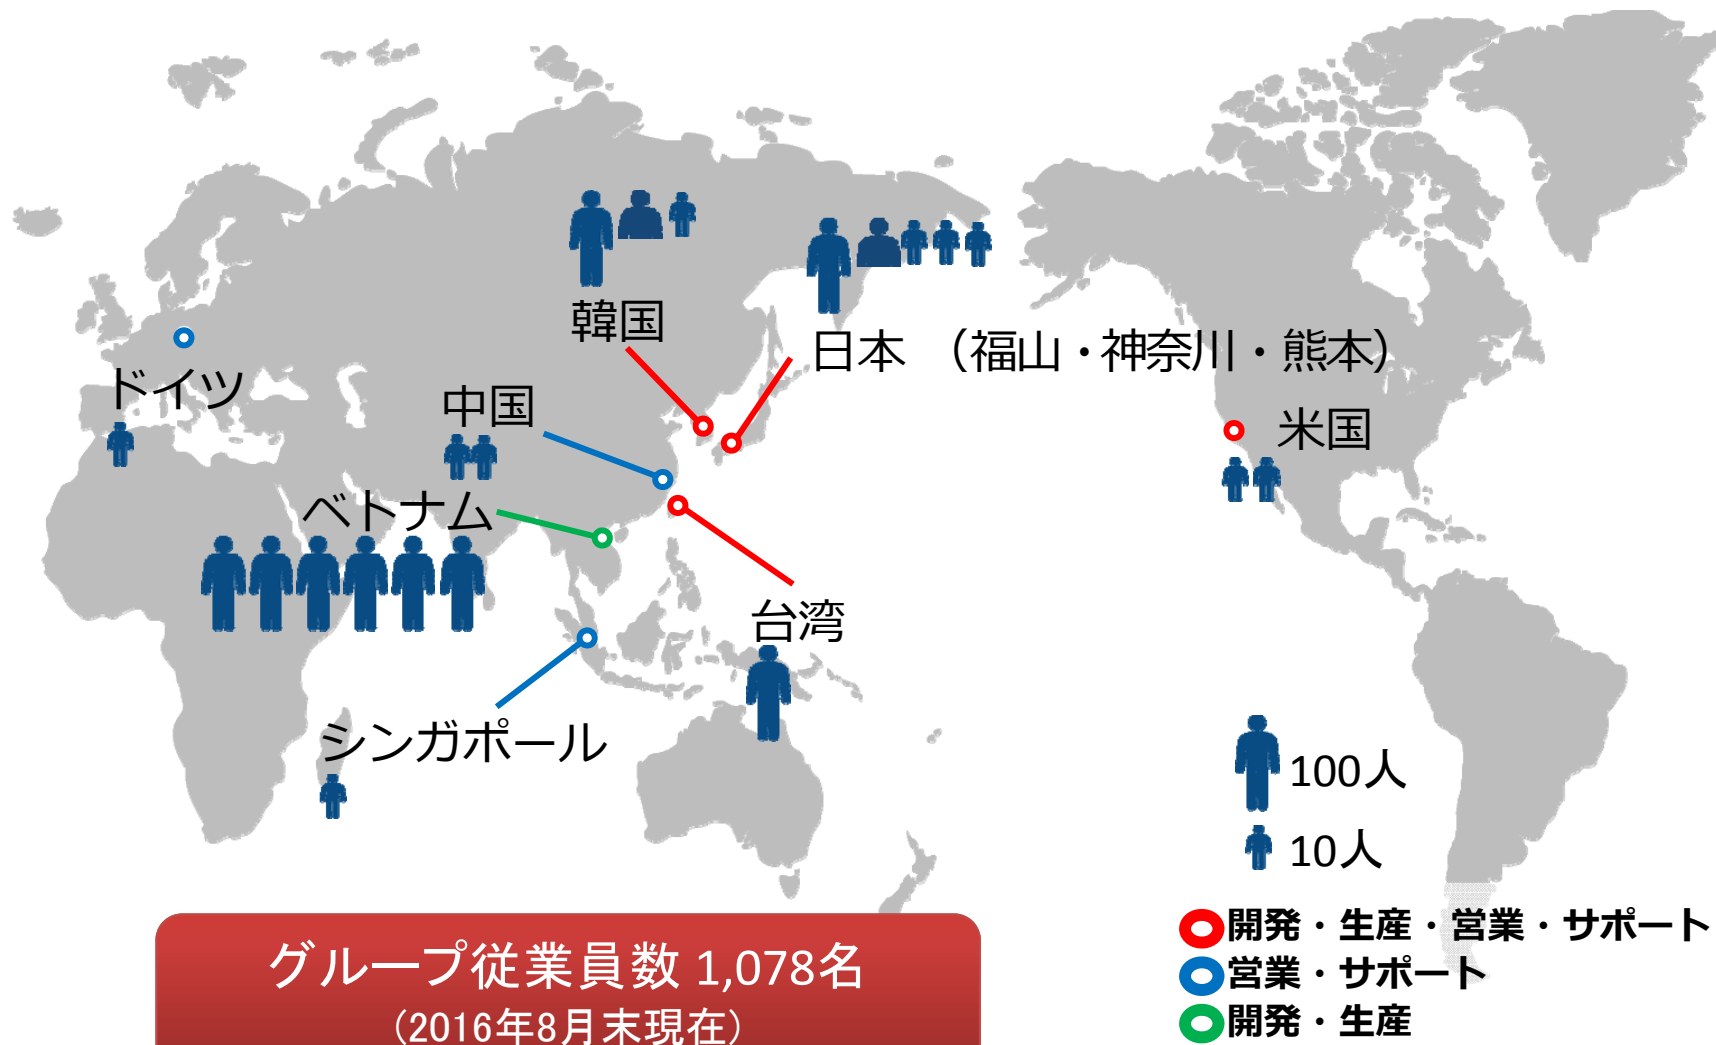 韓国
日本 （福山・神奈川・熊本）
ドイツ
中国
米国
ベトナム
台湾
シンガポール
100人
10人
開発・生産・営業・サポート
営業・サポート
開発・生産
グループ従業員数 1,078名
（2016年8月末現在）